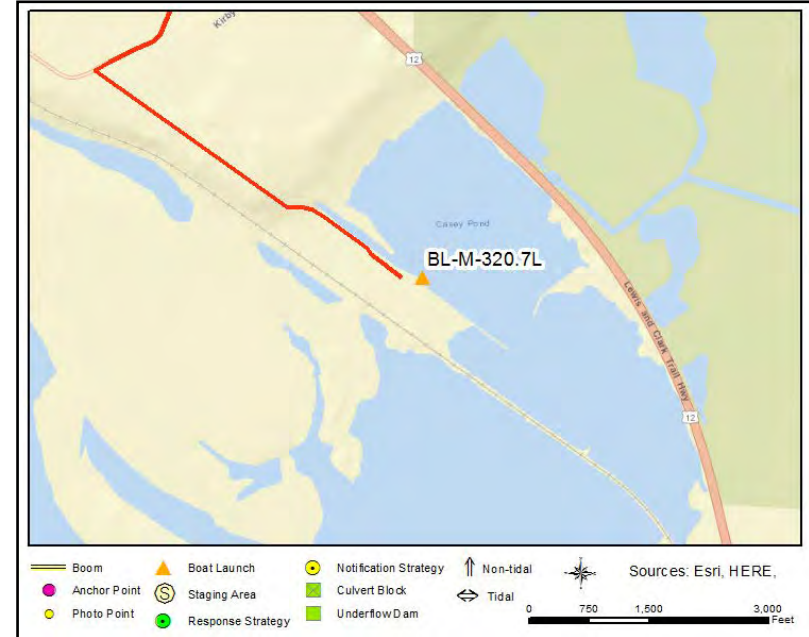 Kirby
12
Casey Pond
BL-M-320.7L
Lewis and Clark Trail Hwy
12
Boom
Boat Launch
Notification Strategy
Non-tidal
Sources: Esri, HERE,
Anchor Point
S
Staging Area
Culvert Block
Tidal
Photo Point
Response Strategy
Underflow Dam
0 750 1,500 3,000
Feet